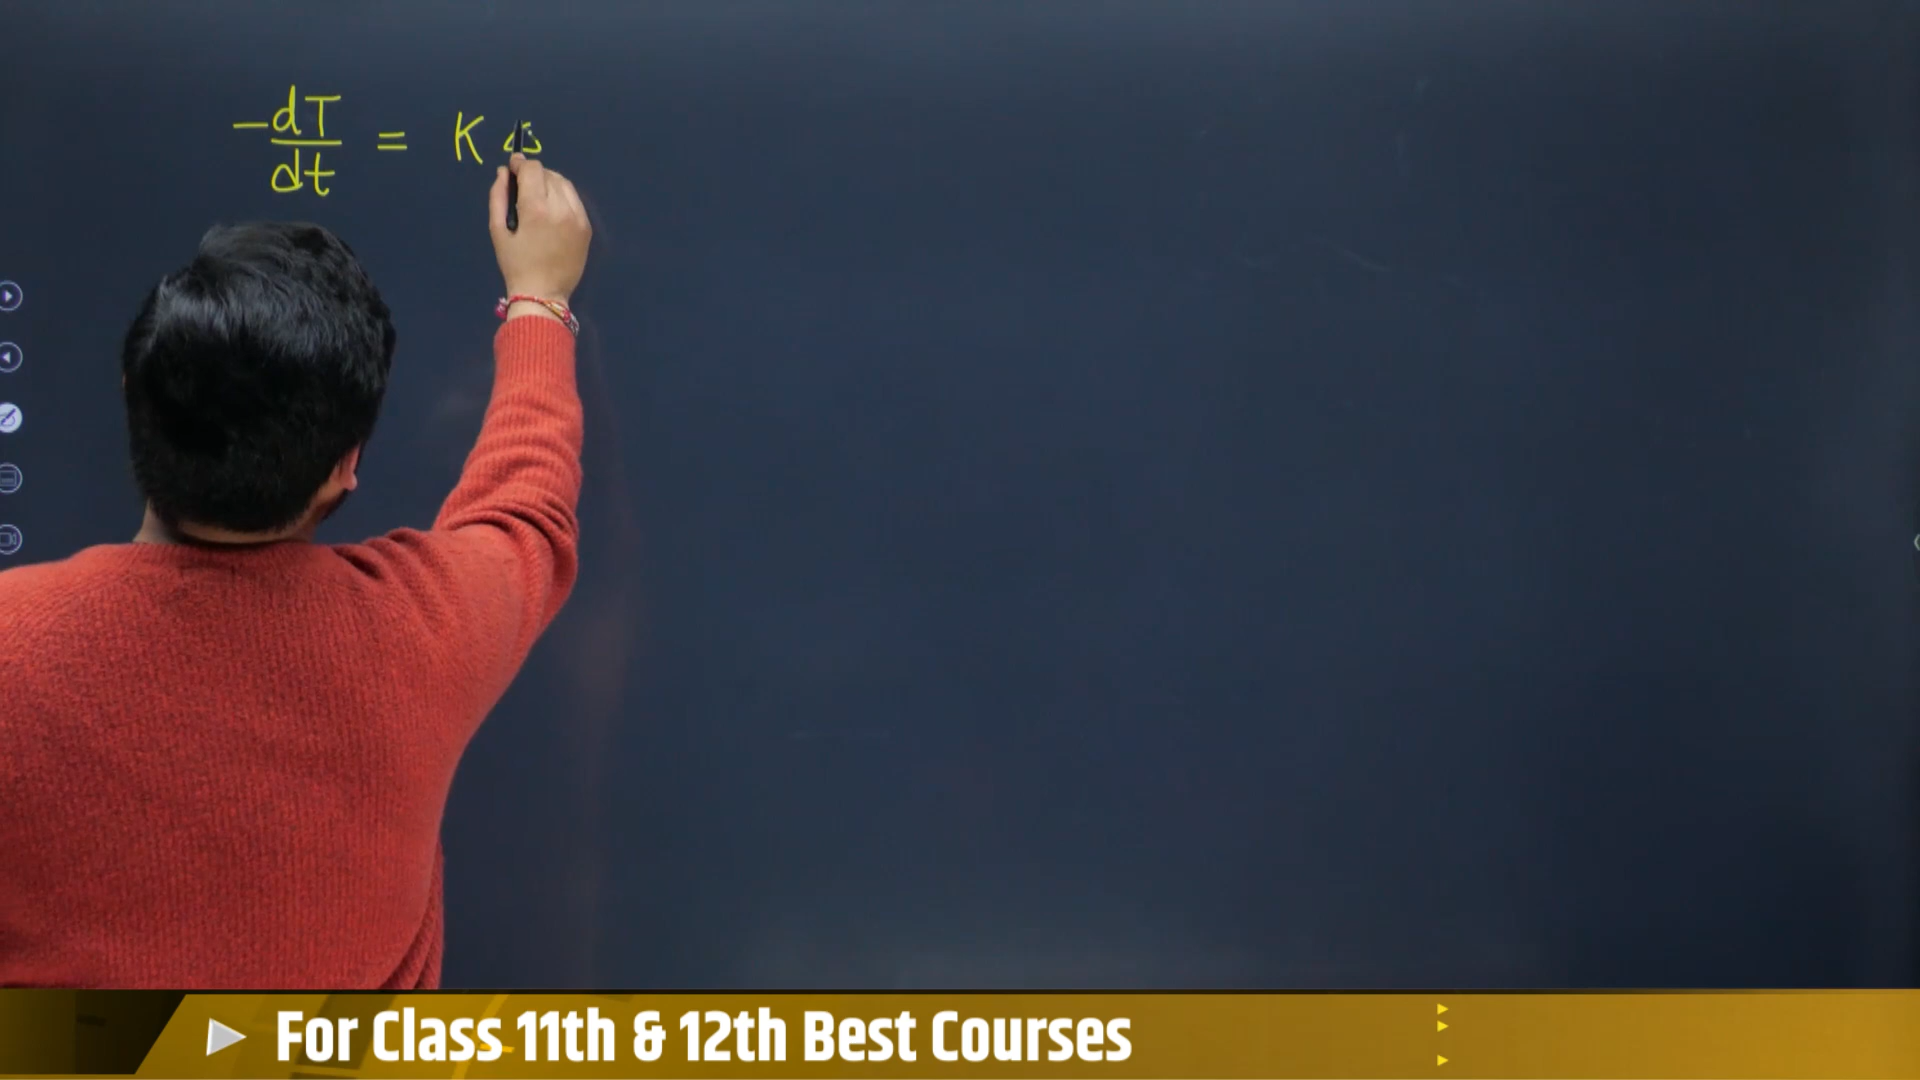 -dT/dt = K Δ
For Class 11th & 12th Best Courses